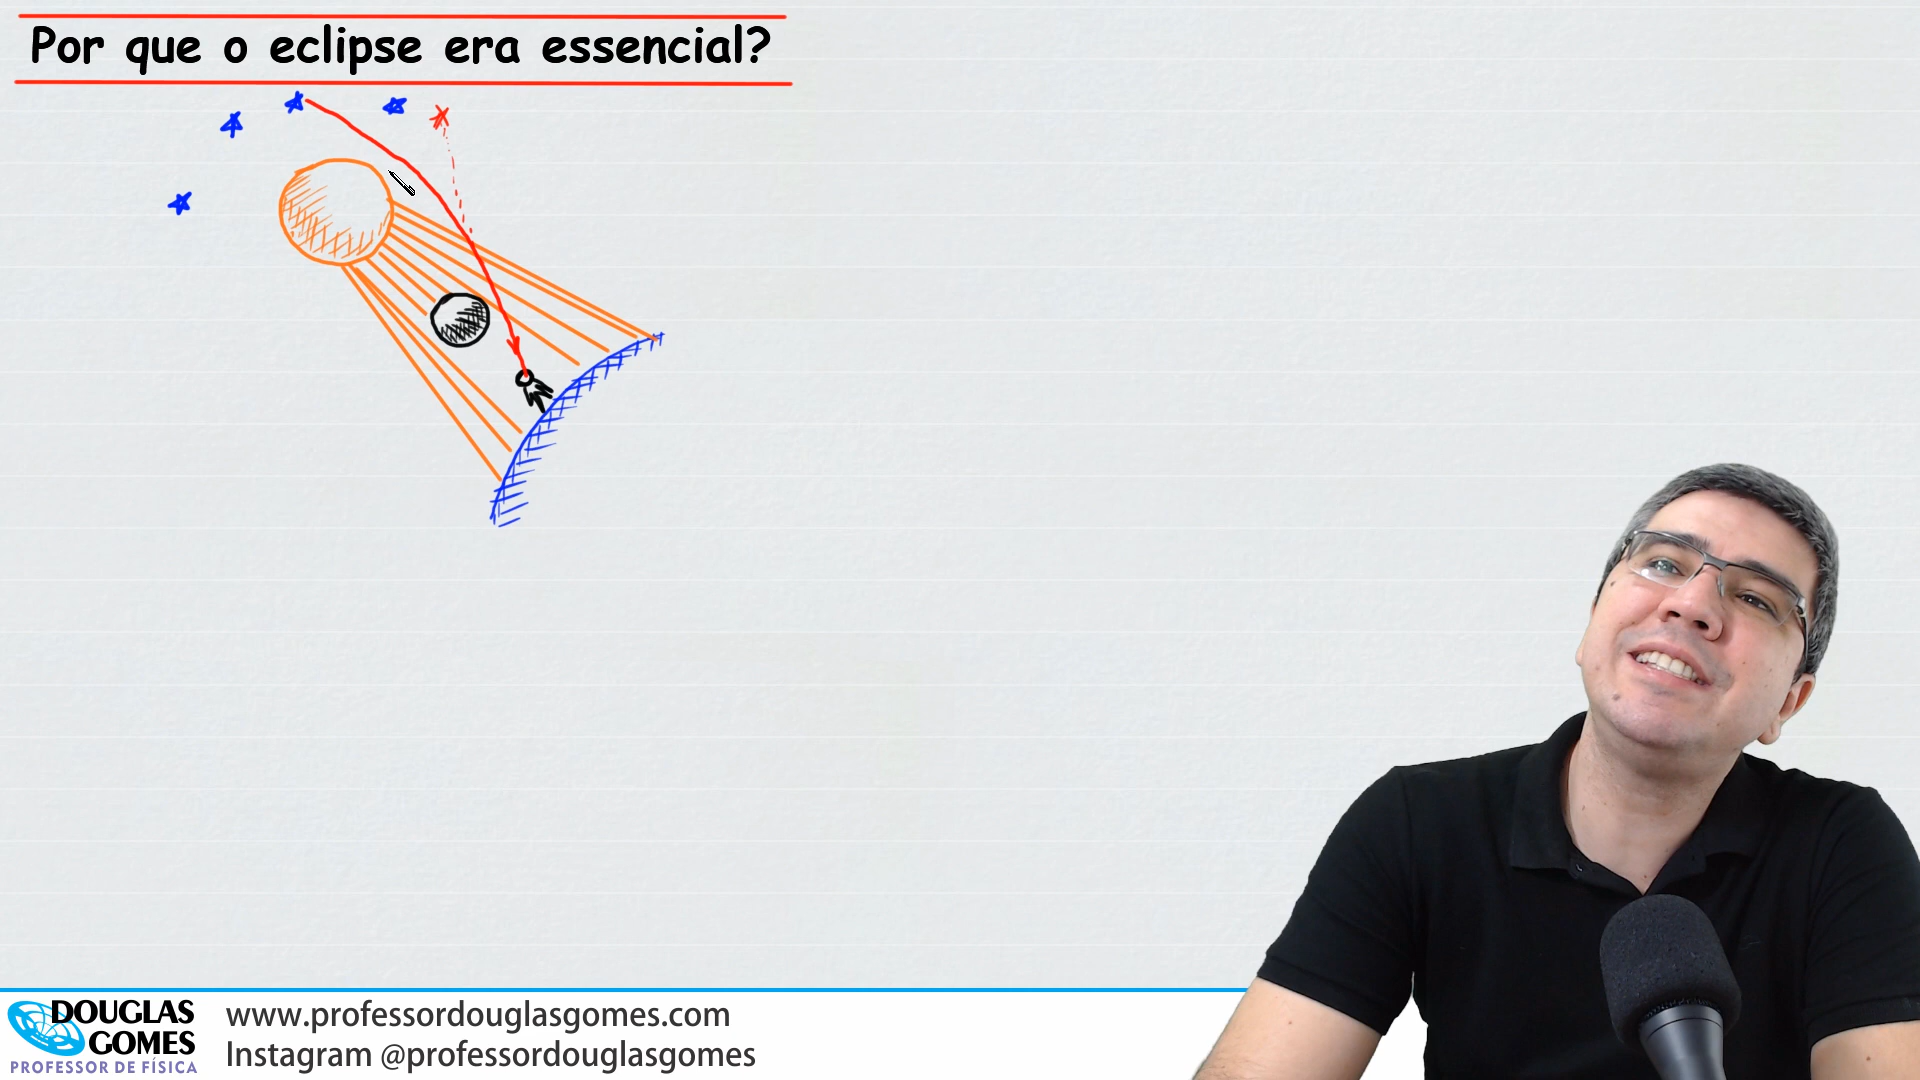 Por que o eclipse era essencial?
DOUGLAS
GOMES
PROFESSOR DE FÍSICA
www.professordouglasgomes.com
Instagram @professordouglasgomes